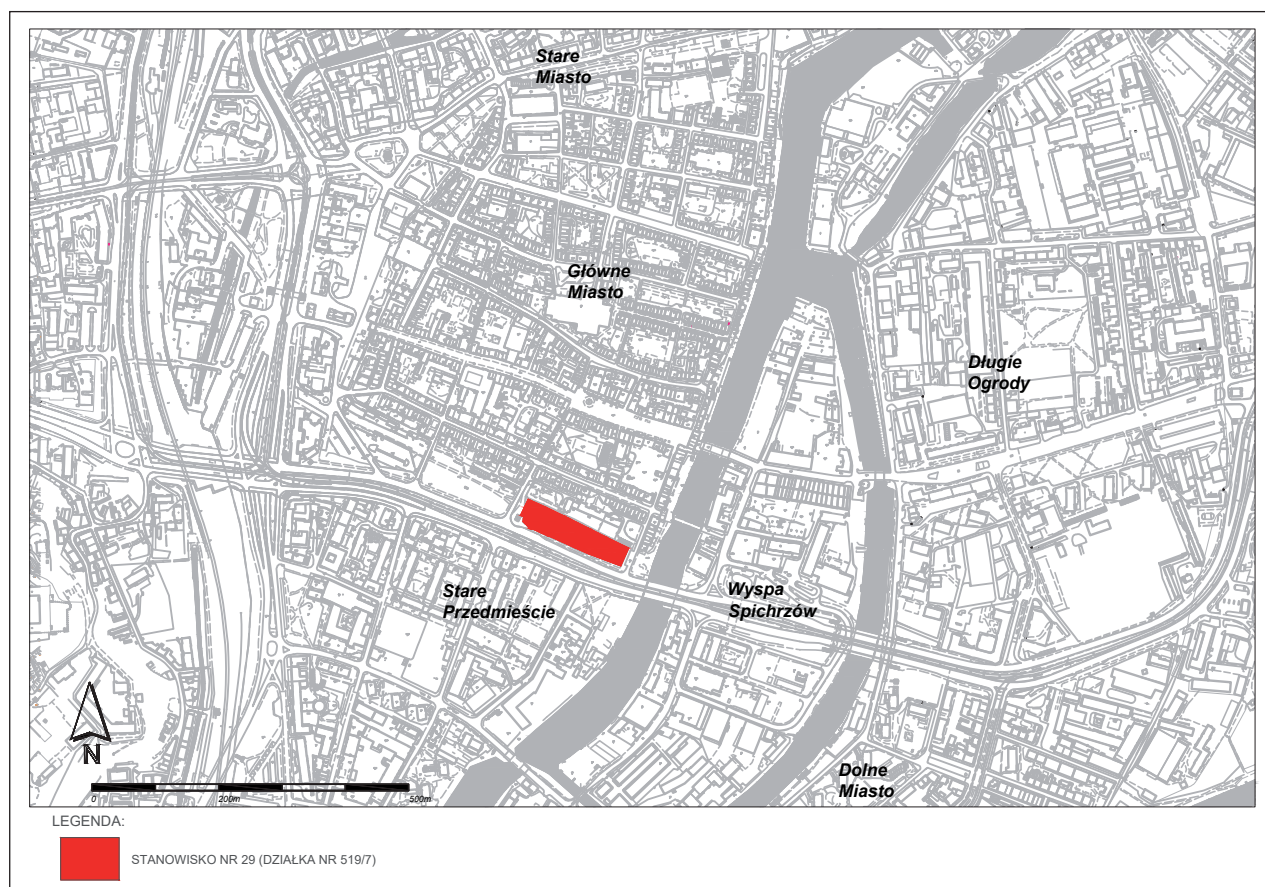 Stare
Miasto
Główne
Miasto
Długie
Ogrody
Stare
Przedmieście
Wyspa
Spichrzów
Dolne
Miasto
N
0 200m 500m
LEGENDA:
STANOWISKO NR 29 (DZIAŁKA NR 519/7)